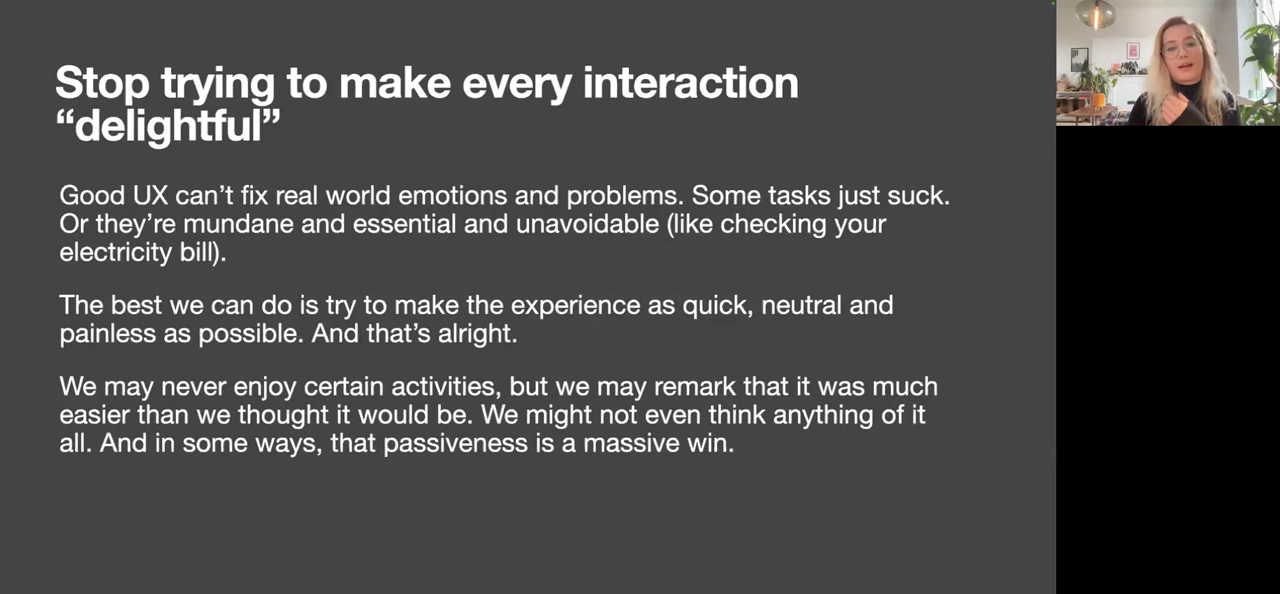 Stop trying to make every interaction
“delightful”
Good UX can’t fix real world emotions and problems. Some tasks just suck.
Or they’re mundane and essential and unavoidable (like checking your
electricity bill).
The best we can do is try to make the experience as quick, neutral and
painless as possible. And that’s alright.
We may never enjoy certain activities, but we may remark that it was much
easier than we thought it would be. We might not even think anything of it
all. And in some ways, that passiveness is a massive win.